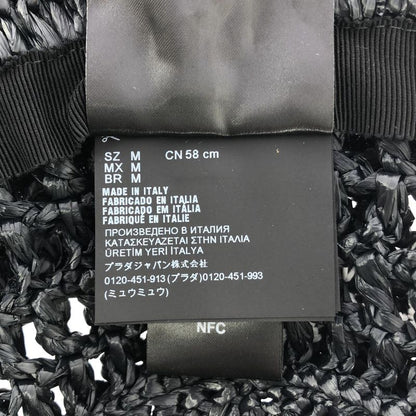 SZ M CN 58 cm
MX M
BR M
MADE IN ITALY
FABRICADO EN ITALIA
FABRICADO EM ITÁLIA
FABRIQUÉ EN ITALIE
ПРОИЗВЕДЕНО В ИТАЛИЯ
ΚΑΤΑΣΚΕΥΑΖΕΤΑΙ ΣΤΗΝ ΙΤΑΛΙΑ
ÜRETİM YERİ İTALYA
プラダジャパン株式会社
0120-451-913(プラダ) 0120-451-993
(ミュウミュウ)
NFC